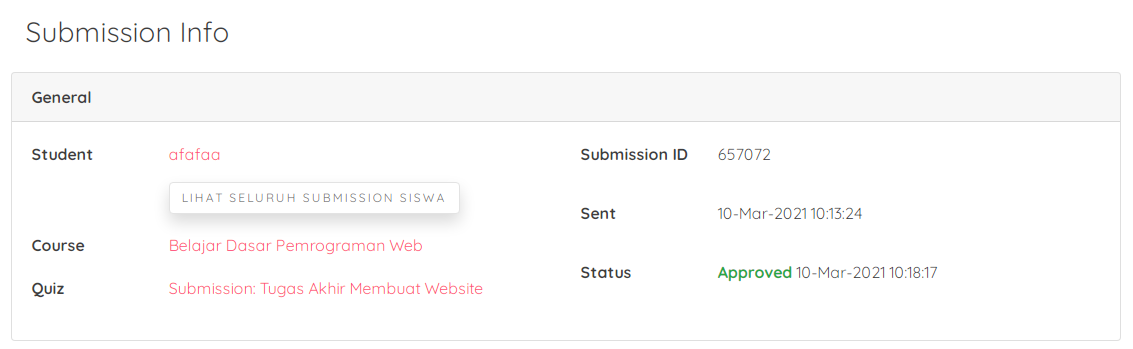 Submission Info
General
Student afafaa
LIHAT SELURUH SUBMISSION SISWA
Course Belajar Dasar Pemrograman Web
Quiz Submission: Tugas Akhir Membuat Website
Submission ID 657072
Sent 10-Mar-2021 10:13:24
Status Approved 10-Mar-2021 10:18:17